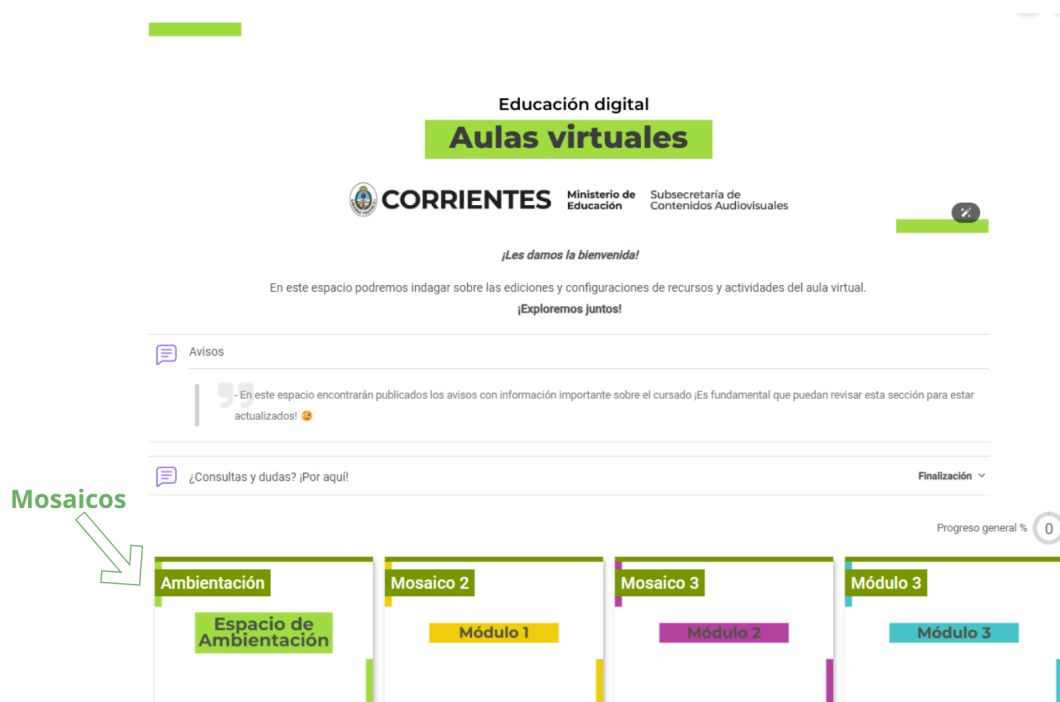 Educación digital
Aulas virtuales
CORRIENTES
Ministerio de
Educación
Subsecretaría de
Contenidos Audiovisuales
¡Les damos la bienvenida!
En este espacio podremos indagar sobre las ediciones y configuraciones de recursos y actividades del aula virtual.
¡Exploremos juntos!
Avisos
- En este espacio encontrarán publicados los avisos con información importante sobre el cursado ¡Es fundamental que puedan revisar esta sección para estar
actualizados!
¿Consultas y dudas? ¡Por aquí!
Finalización
Mosaicos
Progreso general %
0
Ambientación
Mosaico 2
Mosaico 3
Módulo 3
Espacio de
Ambientación
Módulo 1
Módulo 2
Módulo 3